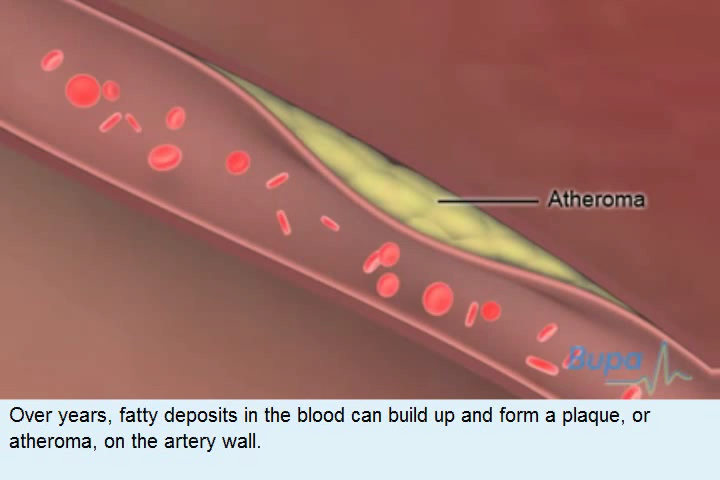 Atheroma
Bupa
Over years, fatty deposits in the blood can build up and form a plaque, or
atheroma, on the artery wall.